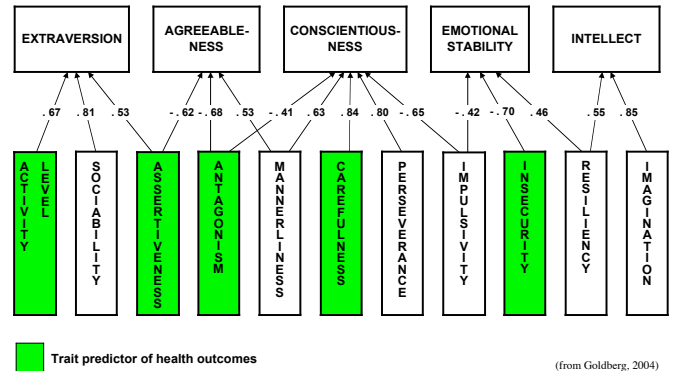 EXTRAVERSION
AGREEABLE-
NESS
CONSCIENTIOUS-
NESS
EMOTIONAL
STABILITY
INTELLECT
.67 .81 .53 -.62 -.68 .53 -.41 .63 .84 .80 -.65 -.42 -.70 .46 .55 .85
ACTIVITY
LEVEL
SOCIABILITY
ASSERTIVENESS
ANTAGONISM
MANNERLINESS
CAREFULNESS
PERSEVERANCE
IMPULSIVITY
INSECURITY
RESILIENCY
IMAGINATION
Trait predictor of health outcomes
(from Goldberg, 2004)